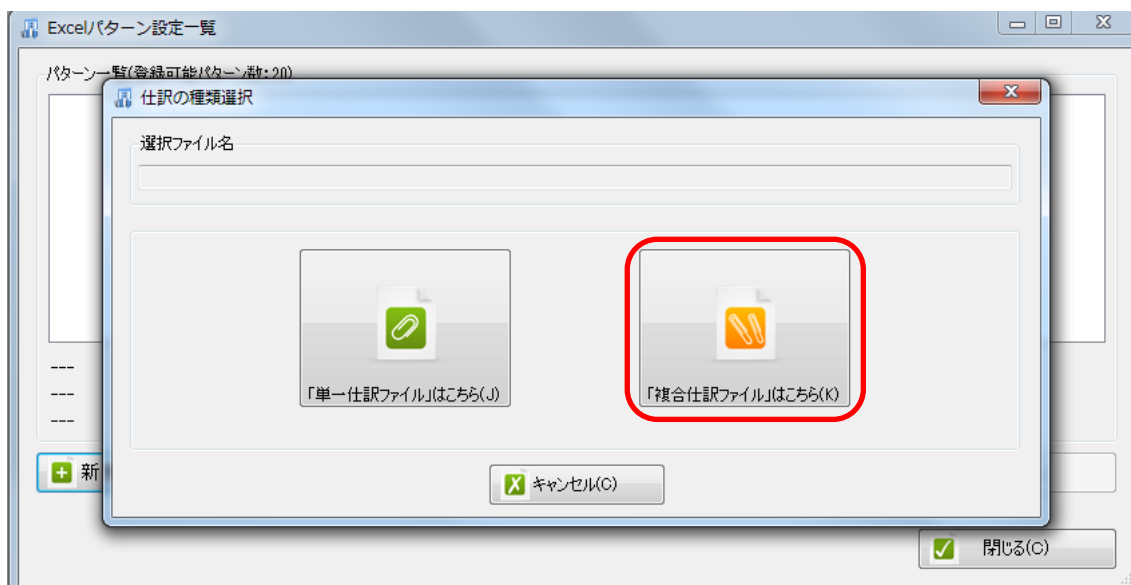 Excelパターン設定一覧
パターン一覧(登録可能パターン数:20)
仕訳の種類選択
選択ファイル名
「単一仕訳ファイル」はこちら(J)
「複合仕訳ファイル」はこちら(K)
---
---
---
新
キャンセル(C)
閉じる(C)